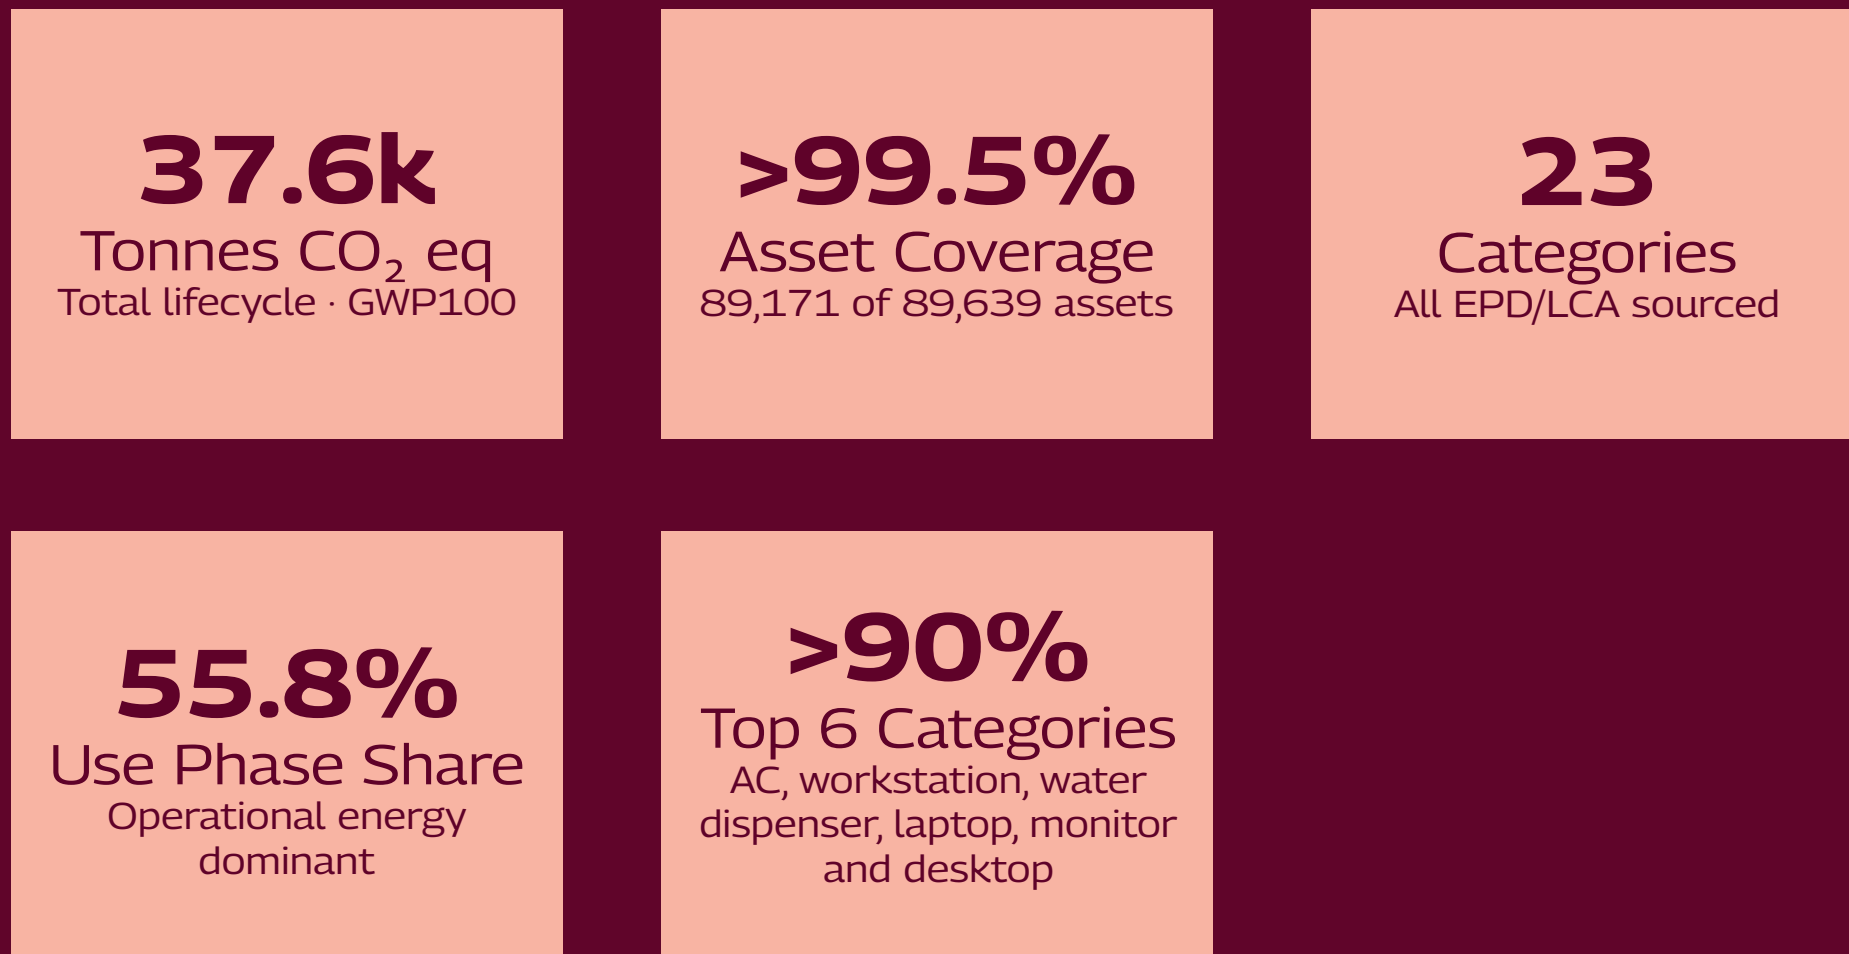 37.6k
Tonnes CO₂ eq
Total lifecycle · GWP100
>99.5%
Asset Coverage
89,171 of 89,639 assets
23
Categories
All EPD/LCA sourced
55.8%
Use Phase Share
Operational energy
dominant
>90%
Top 6 Categories
AC, workstation, water
dispenser, laptop, monitor
and desktop